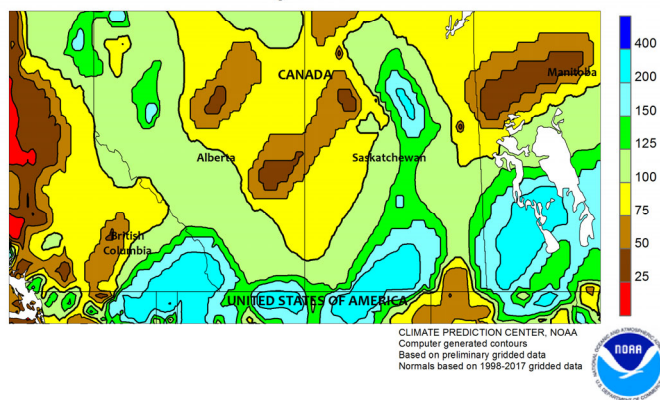 CANADA
Manitoba
Alberta
Saskatchewan
British
Columbia
UNITED STATES OF AMERICA
400
200
150
125
100
75
50
25
CLIMATE PREDICTION CENTER, NOAA
Computer generated contours
Based on preliminary gridded data
Normals based on 1998-2017 gridded data
NOAA